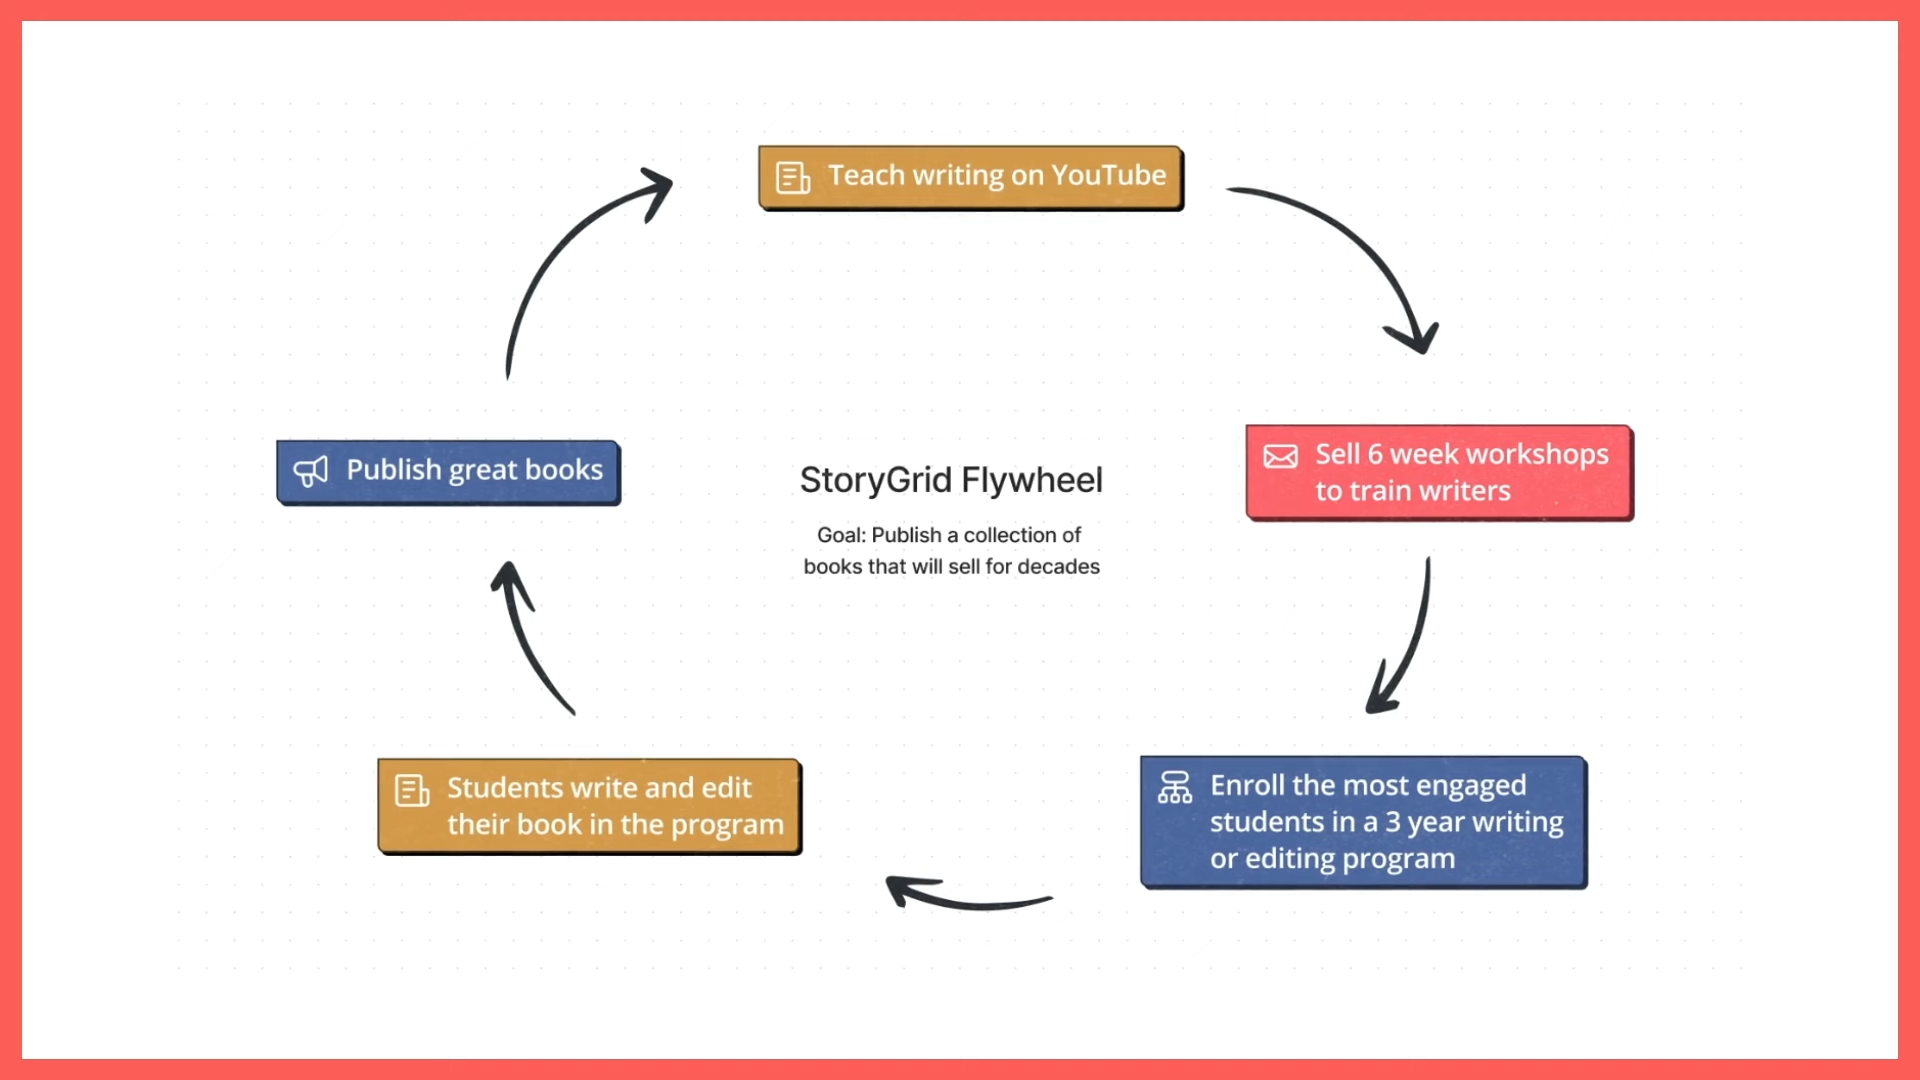 Teach writing on YouTube
Sell 6 week workshops
to train writers
Enroll the most engaged
students in a 3 year writing
or editing program
Students write and edit
their book in the program
Publish great books
StoryGrid Flywheel
Goal: Publish a collection of
books that will sell for decades